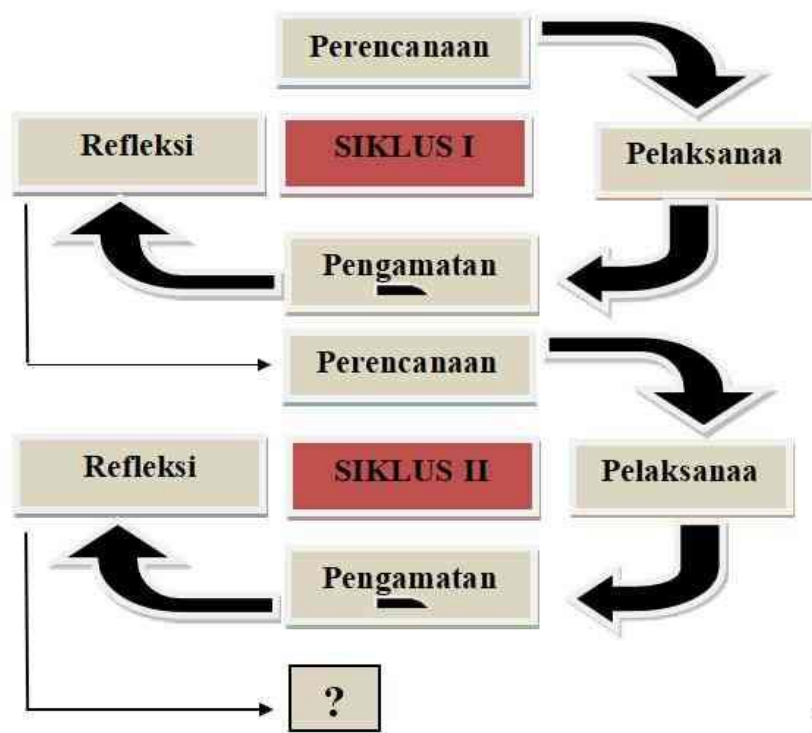 Perencanaan
Refleksi
SIKLUS I
Pelaksanaa
Pengamatan
Perencanaan
Refleksi
SIKLUS II
Pelaksanaa
Pengamatan
?